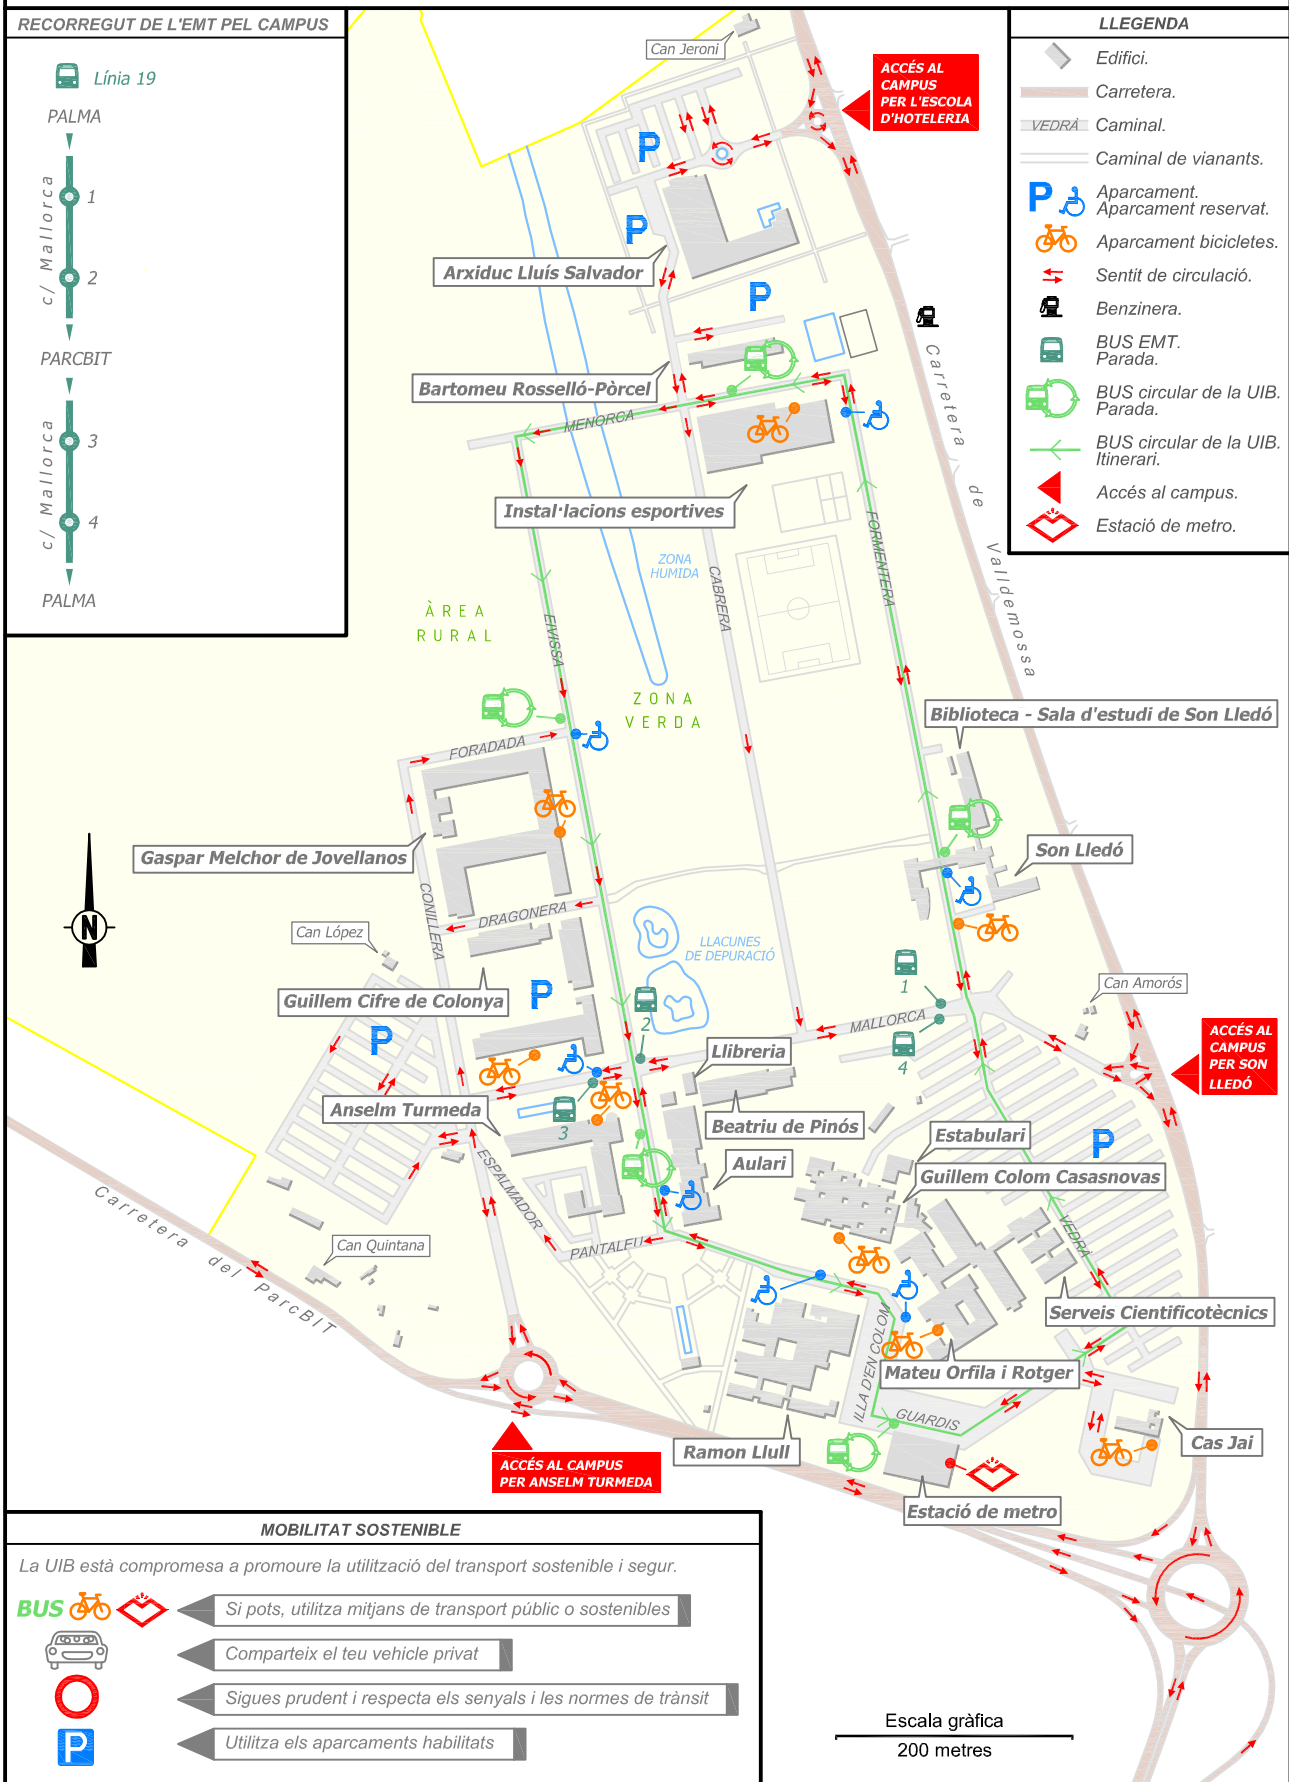 RECORREGUT DE L'EMT PEL CAMPUS
Línia 19
PALMA
c/ Mallorca
1
2
PARCBIT
c/ Mallorca
3
4
PALMA
LLEGENDA
Edifici.
Carretera.
VEDRÀ
Caminal.
Caminal de vianants.
P
Aparcament.
Aparcament reservat.
Aparcament bicicletes.
Sentit de circulació.
Benzinera.
BUS EMT.
Parada.
BUS circular de la UIB.
Parada.
BUS circular de la UIB.
Itinerari.
Accés al campus.
Estació de metro.
Can Jeroni
ACCÉS AL
CAMPUS
PER L'ESCOLA
D'HOTELERIA
P
P
Arxiduc Lluís Salvador
P
Bartomeu Rosselló-Pòrcel
MENORCA
Carretera de Valldemossa
Instal·lacions esportives
FORMENTERA
ZONA
HUMIDA
CABRERA
ÀREA
RURAL
EIVISSA
ZONA
VERDA
Biblioteca - Sala d'estudi de Son Lledó
FORADADA
Gaspar Melchor de Jovellanos
Son Lledó
CONILLERA
DRAGONERA
N
Can López
LLACUNES
DE DEPURACIÓ
Guillem Cifre de Colonya
P
1
Can Amorós
MALLORCA
2
P
4
Llibreria
ACCÉS AL
CAMPUS
PER SON
LLEDÓ
Anselm Turmeda
3
Beatriu de Pinós
Estabulari
P
Aulari
Guillem Colom Casasnovas
ESPALMADOR
Carretera del ParcBIT
Can Quintana
PANTALEU
VEDRÀ
Serveis Cientificotècnics
ILLA D'EN COLOM
Mateu Orfila i Rotger
GUARDIS
Ramon Llull
Cas Jai
ACCÉS AL CAMPUS
PER ANSELM TURMEDA
Estació de metro
MOBILITAT SOSTENIBLE
La UIB està compromesa a promoure la utilització del transport sostenible i segur.
BUS
Si pots, utilitza mitjans de transport públic o sostenibles
Comparteix el teu vehicle privat
Sigues prudent i respecta els senyals i les normes de trànsit
P
Utilitza els aparcaments habilitats
Escala gràfica
200 metres